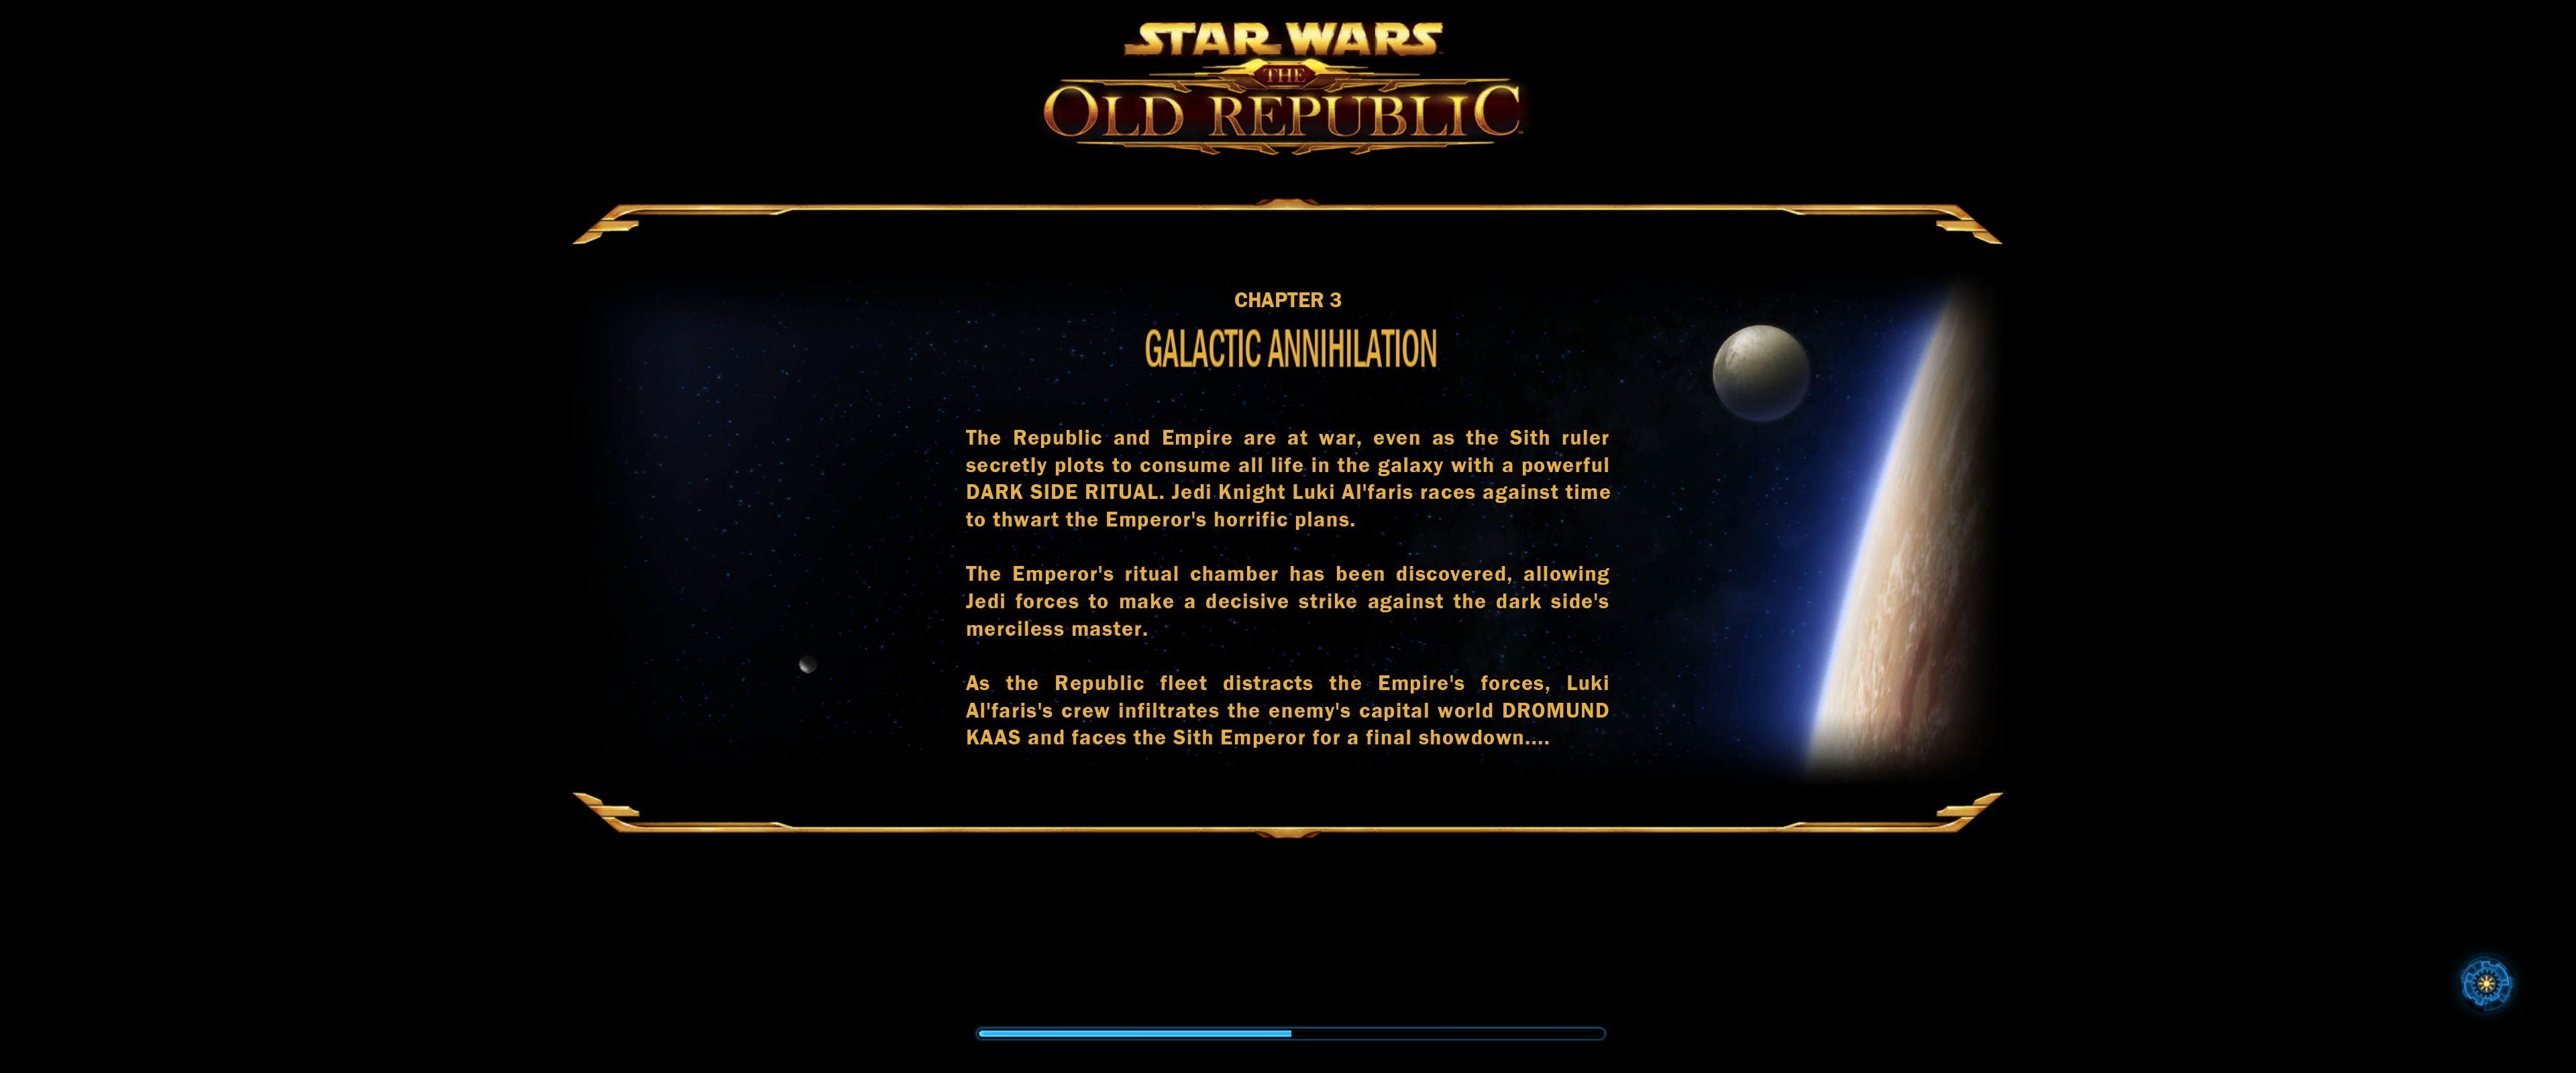 STAR WARS
THE
OLD REPUBLIC
CHAPTER 3
GALACTIC ANNIHILATION
The Republic and Empire are at war, even as the Sith ruler
secretly plots to consume all life in the galaxy with a powerful
DARK SIDE RITUAL. Jedi Knight Luki Al'faris races against time
to thwart the Emperor's horrific plans.
The Emperor's ritual chamber has been discovered, allowing
Jedi forces to make a decisive strike against the dark side's
merciless master.
As the Republic fleet distracts the Empire's forces, Luki
Al'faris's crew infiltrates the enemy's capital world DROMUND
KAAS and faces the Sith Emperor for a final showdown....